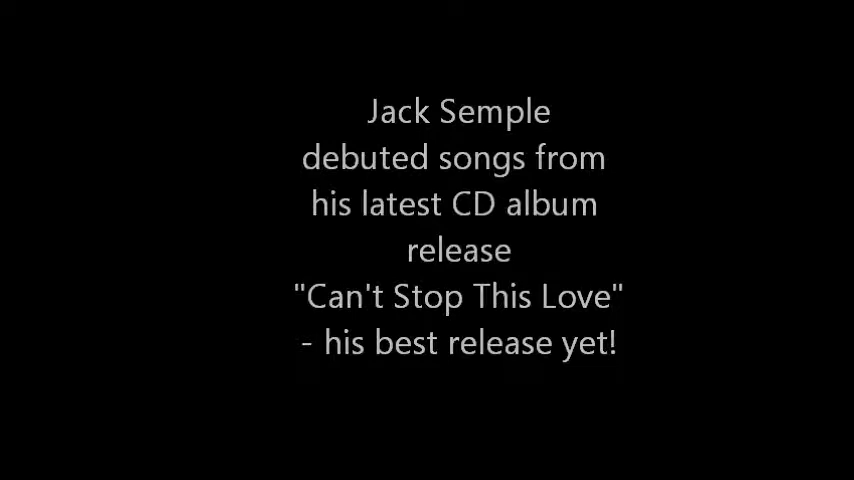 Jack Semple
debuted songs from
his latest CD album
release
"Can't Stop This Love"
- his best release yet!